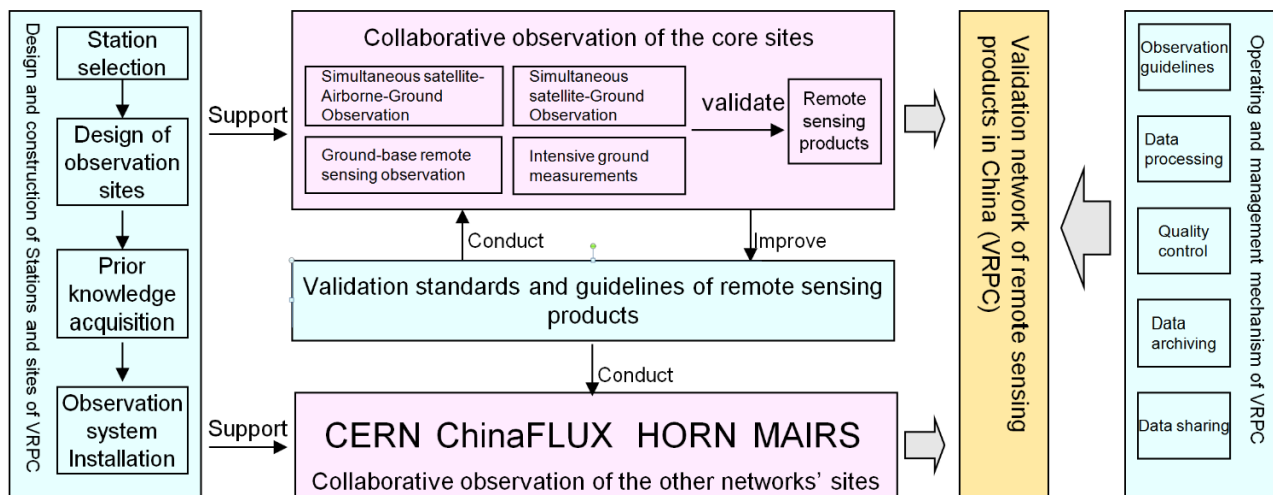 Design and construction of Stations and sites of VRPC
Station
selection
Design of
observation
sites
Prior
knowledge
acquisition
Observation
system
Installation
Support
Support
Collaborative observation of the core sites
Simultaneous satellite-
Airborne-Ground
Observation
Simultaneous
satellite-Ground
Observation
Ground-base remote
sensing observation
Intensive ground
measurements
validate
Remote
sensing
products
Conduct
Improve
Validation standards and guidelines of remote sensing
products
Conduct
CERN ChinaFLUX HORN MAIRS
Collaborative observation of the other networks' sites
Validation network of remote sensing
products in China (VRPC)
Observation
guidelines
Data
processing
Quality
control
Data
archiving
Data sharing
Operating and management mechanism of VRPC